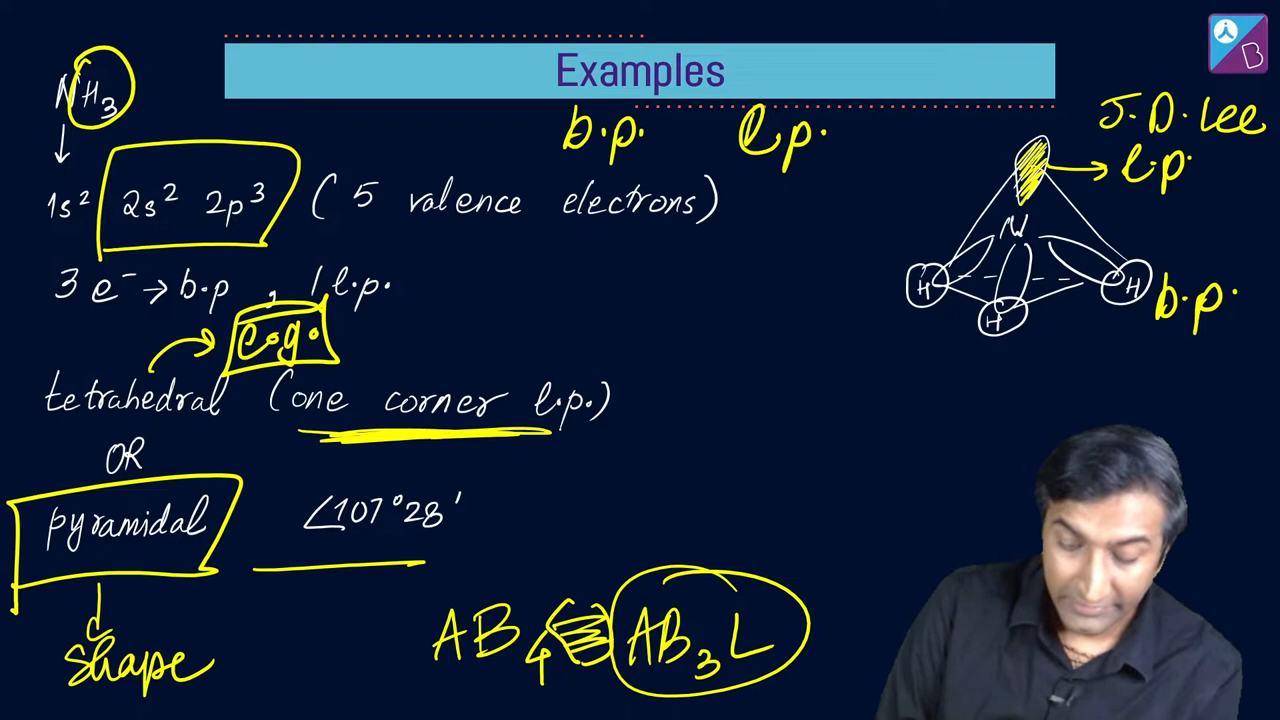 Examples
NH3
b.p. l.p.
J.D. Lee
l.p.
1s² 2s² 2p³ (5 valence electrons)
N
H H H
b.p.
3 e⁻ → b.p , 1 l.p.
e.g.
tetrahedral (one corner l.p.)
OR
pyramidal ∠107°28'
shape
AB4 AB3L
B